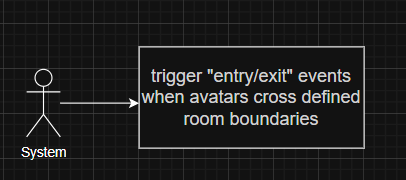 trigger "entry/exit" events
when avatars cross defined
room boundaries
System